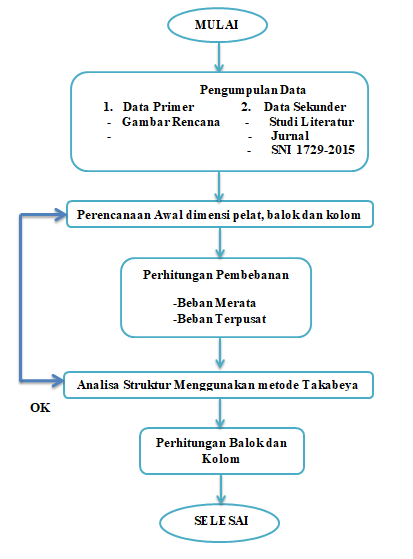 MULAI
Pengumpulan Data
1. Data Primer 2. Data Sekunder
- Gambar Rencana - Studi Literatur
- - Jurnal
- SNI 1729-2015
Perencanaan Awal dimensi pelat, balok dan kolom
Perhitungan Pembebanan
-Beban Merata
-Beban Terpusat
Analisa Struktur Menggunakan metode Takabeya
OK
Perhitungan Balok dan
Kolom
SELESAI